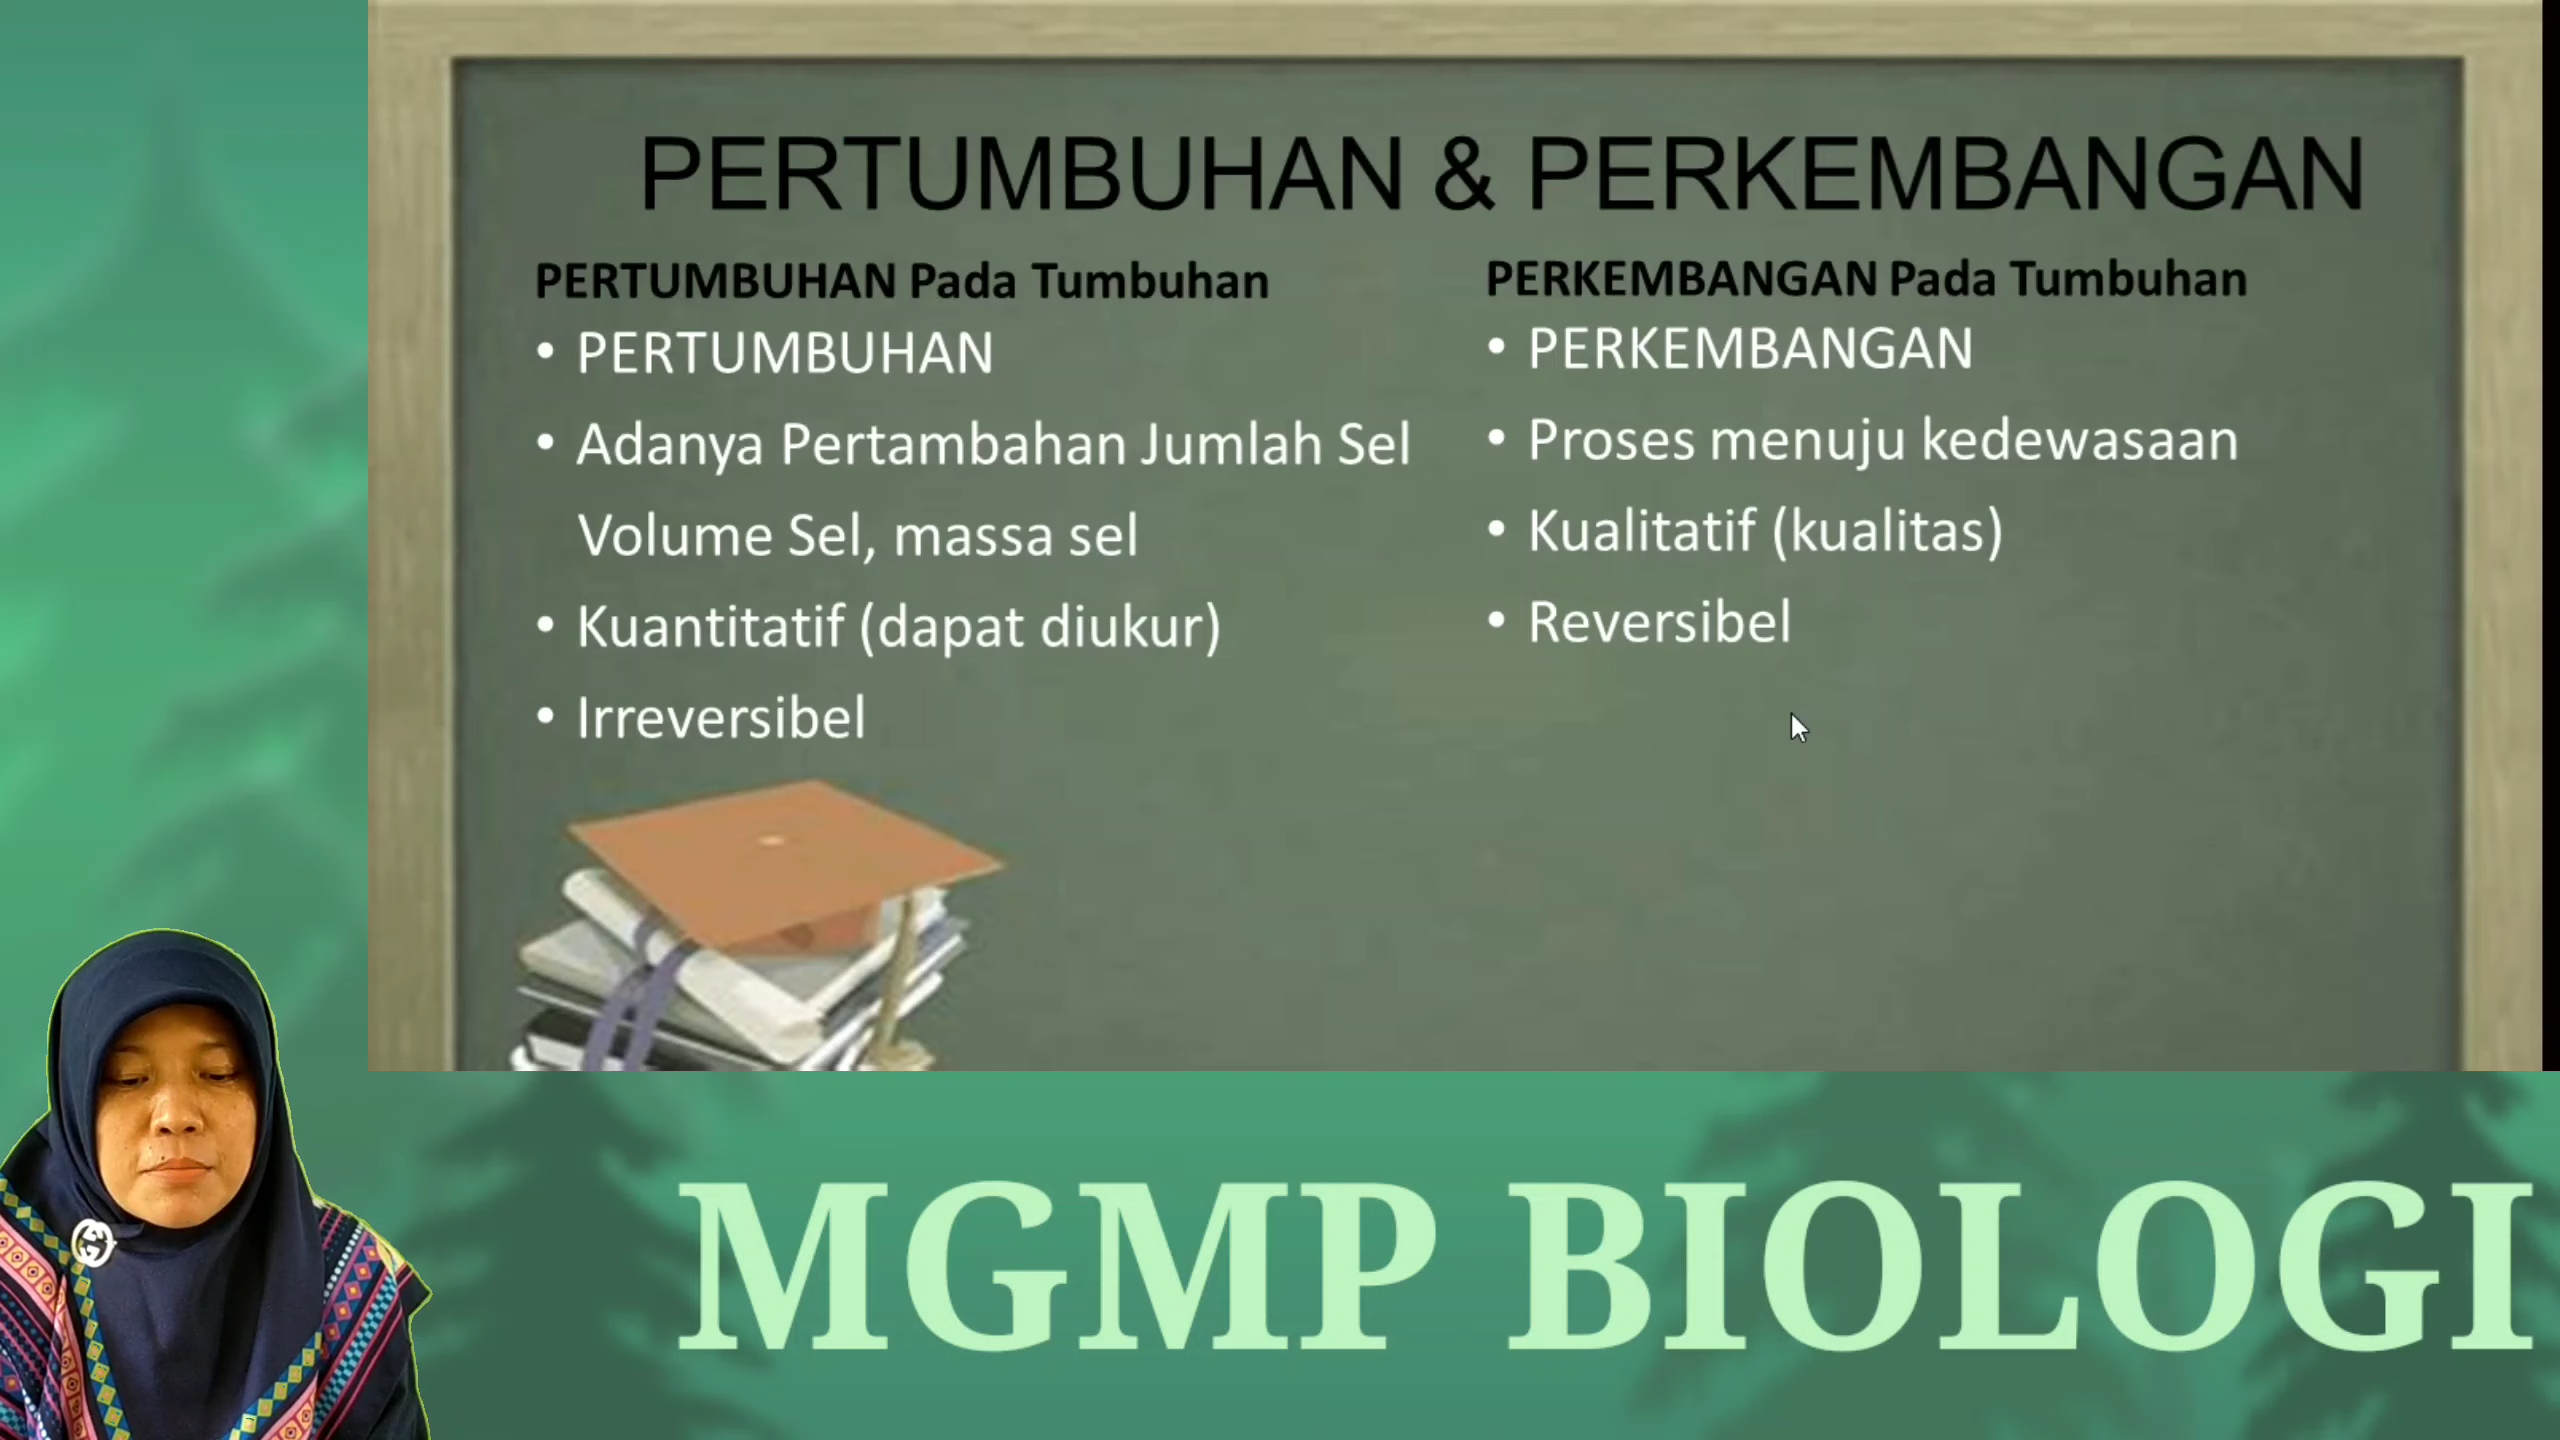 PERTUMBUHAN & PERKEMBANGAN
PERTUMBUHAN Pada Tumbuhan
• PERTUMBUHAN
• Adanya Pertambahan Jumlah Sel
Volume Sel, massa sel
• Kuantitatif (dapat diukur)
• Irreversibel
PERKEMBANGAN Pada Tumbuhan
• PERKEMBANGAN
• Proses menuju kedewasaan
• Kualitatif (kualitas)
• Reversibel
MGMP BIOLOGI